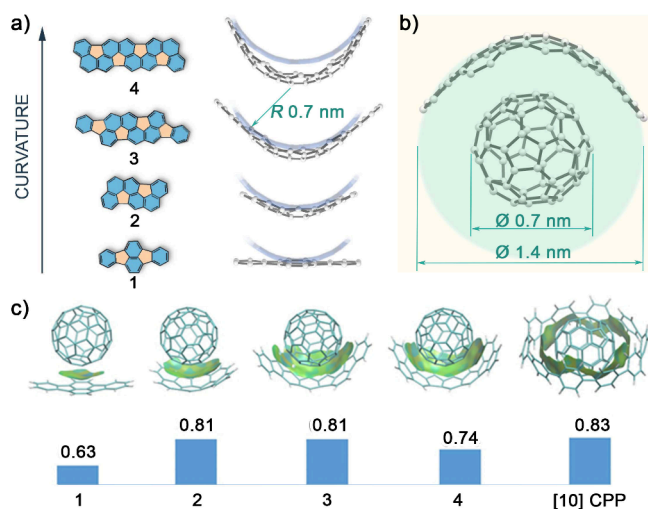 a)
CURVATURE
4
3
2
1
R 0.7 nm
b)
Ø 0.7 nm
Ø 1.4 nm
c)
0.63
0.81
0.81
0.74
0.83
1
2
3
4
[10] CPP